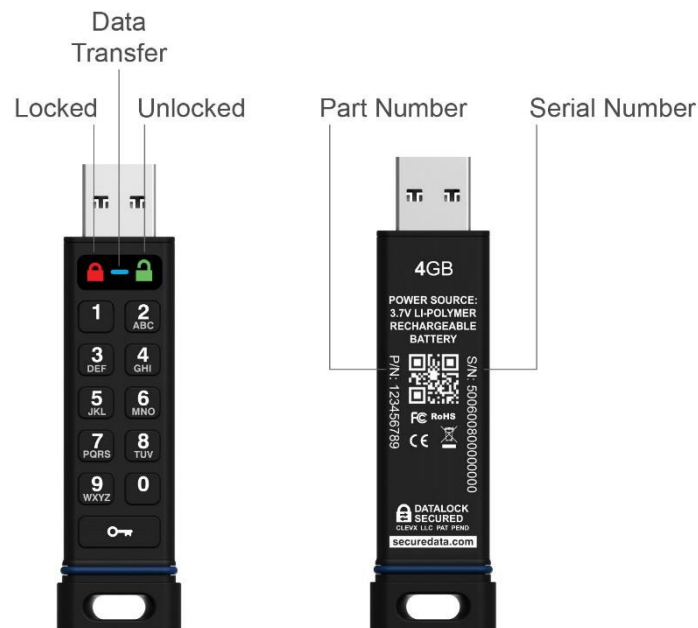 Data
Transfer
Locked
Unlocked
Part Number
Serial Number
1
2
ABC
3
DEF
4
GHI
5
JKL
6
MNO
7
PQRS
8
TUV
9
WXYZ
0
4GB
POWER SOURCE:
3.7V LI-POLYMER
RECHARGEABLE
BATTERY
P/N: 123456789
S/N: 500600800000000
FC RoHS
CE
DATALOCK
SECURED
CLEVX LLC PAT PEND
securedata.com